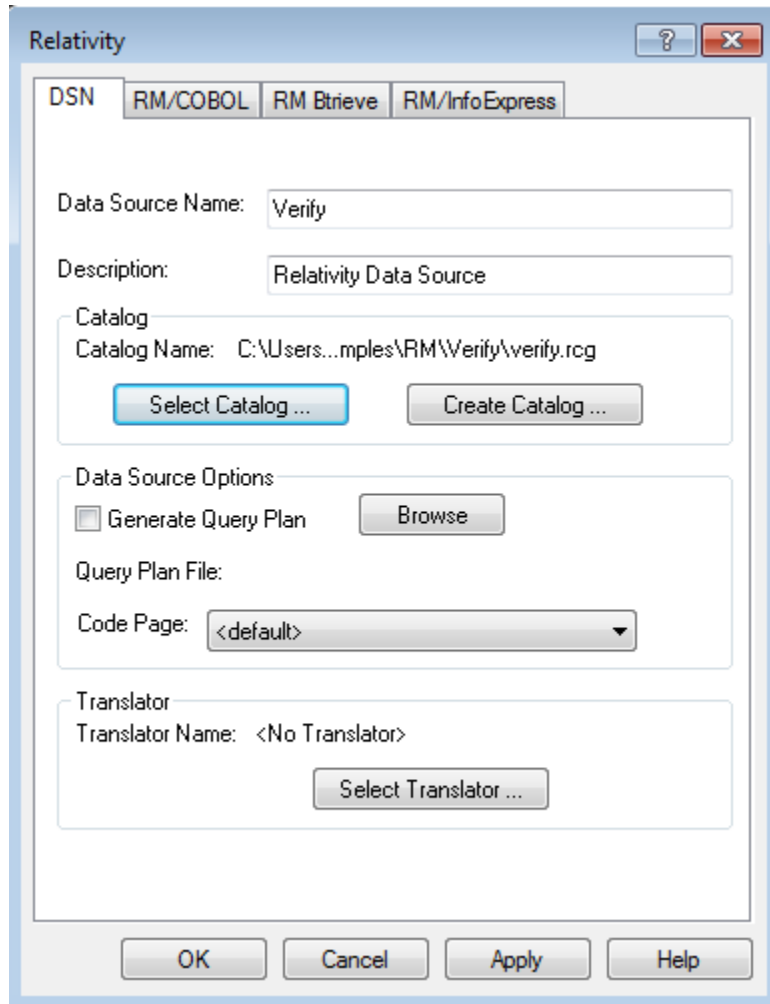 Relativity
DSN RM/COBOL RM Btrieve RM/InfoExpress
Data Source Name: Verify
Description: Relativity Data Source
Catalog
Catalog Name: C:\Users...mples\RM\Verify\verify.rcg
Select Catalog ... Create Catalog ...
Data Source Options
Generate Query Plan Browse
Query Plan File:
Code Page: <default>
Translator
Translator Name: <No Translator>
Select Translator ...
OK Cancel Apply Help